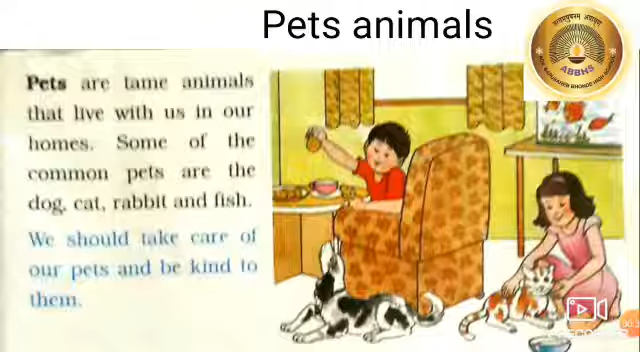 Pets animals
ABBHS
Pets are tame animals
that live with us in our
homes. Some of the
common pets are the
dog, cat, rabbit and fish.
We should take care of
our pets and be kind to
them.